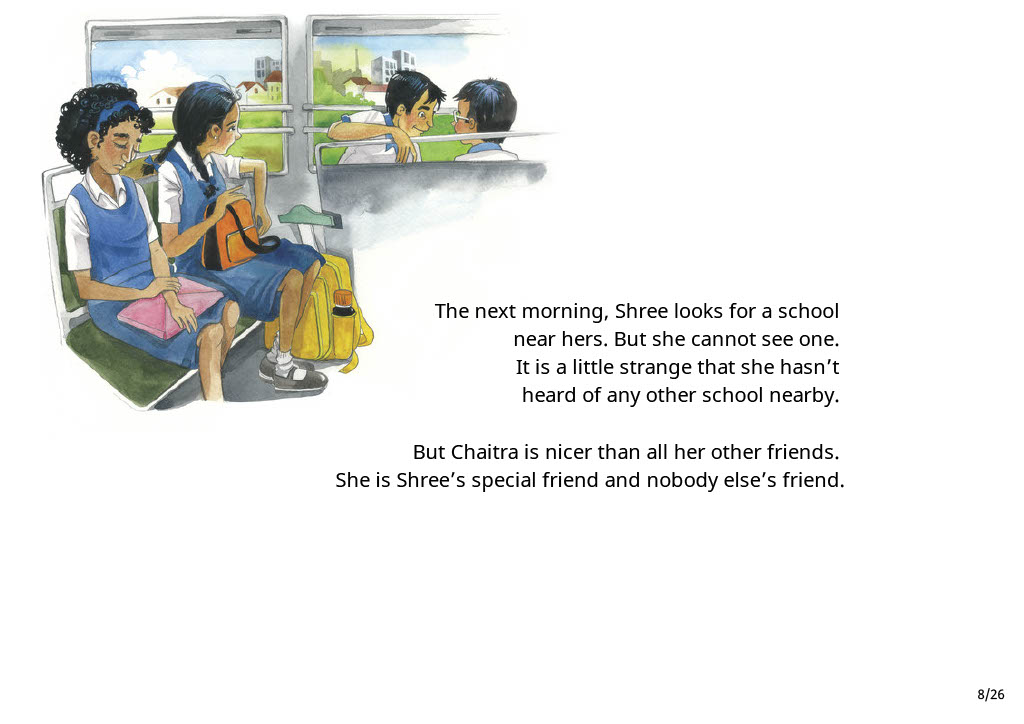 The next morning, Shree looks for a school
near hers. But she cannot see one.
It is a little strange that she hasn’t
heard of any other school nearby.
But Chaitra is nicer than all her other friends.
She is Shree’s special friend and nobody else’s friend.
8/26